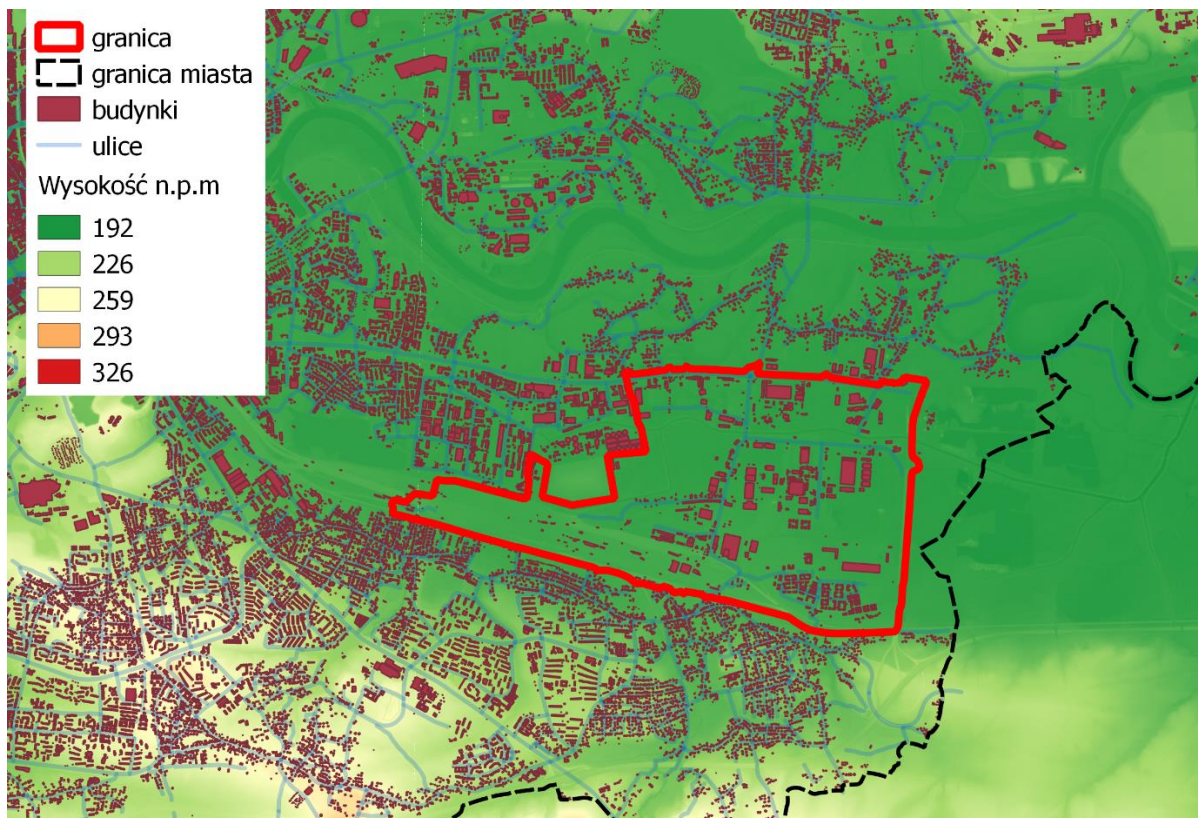 granica
granica miasta
budynki
ulice
Wysokość n.p.m
192
226
259
293
326